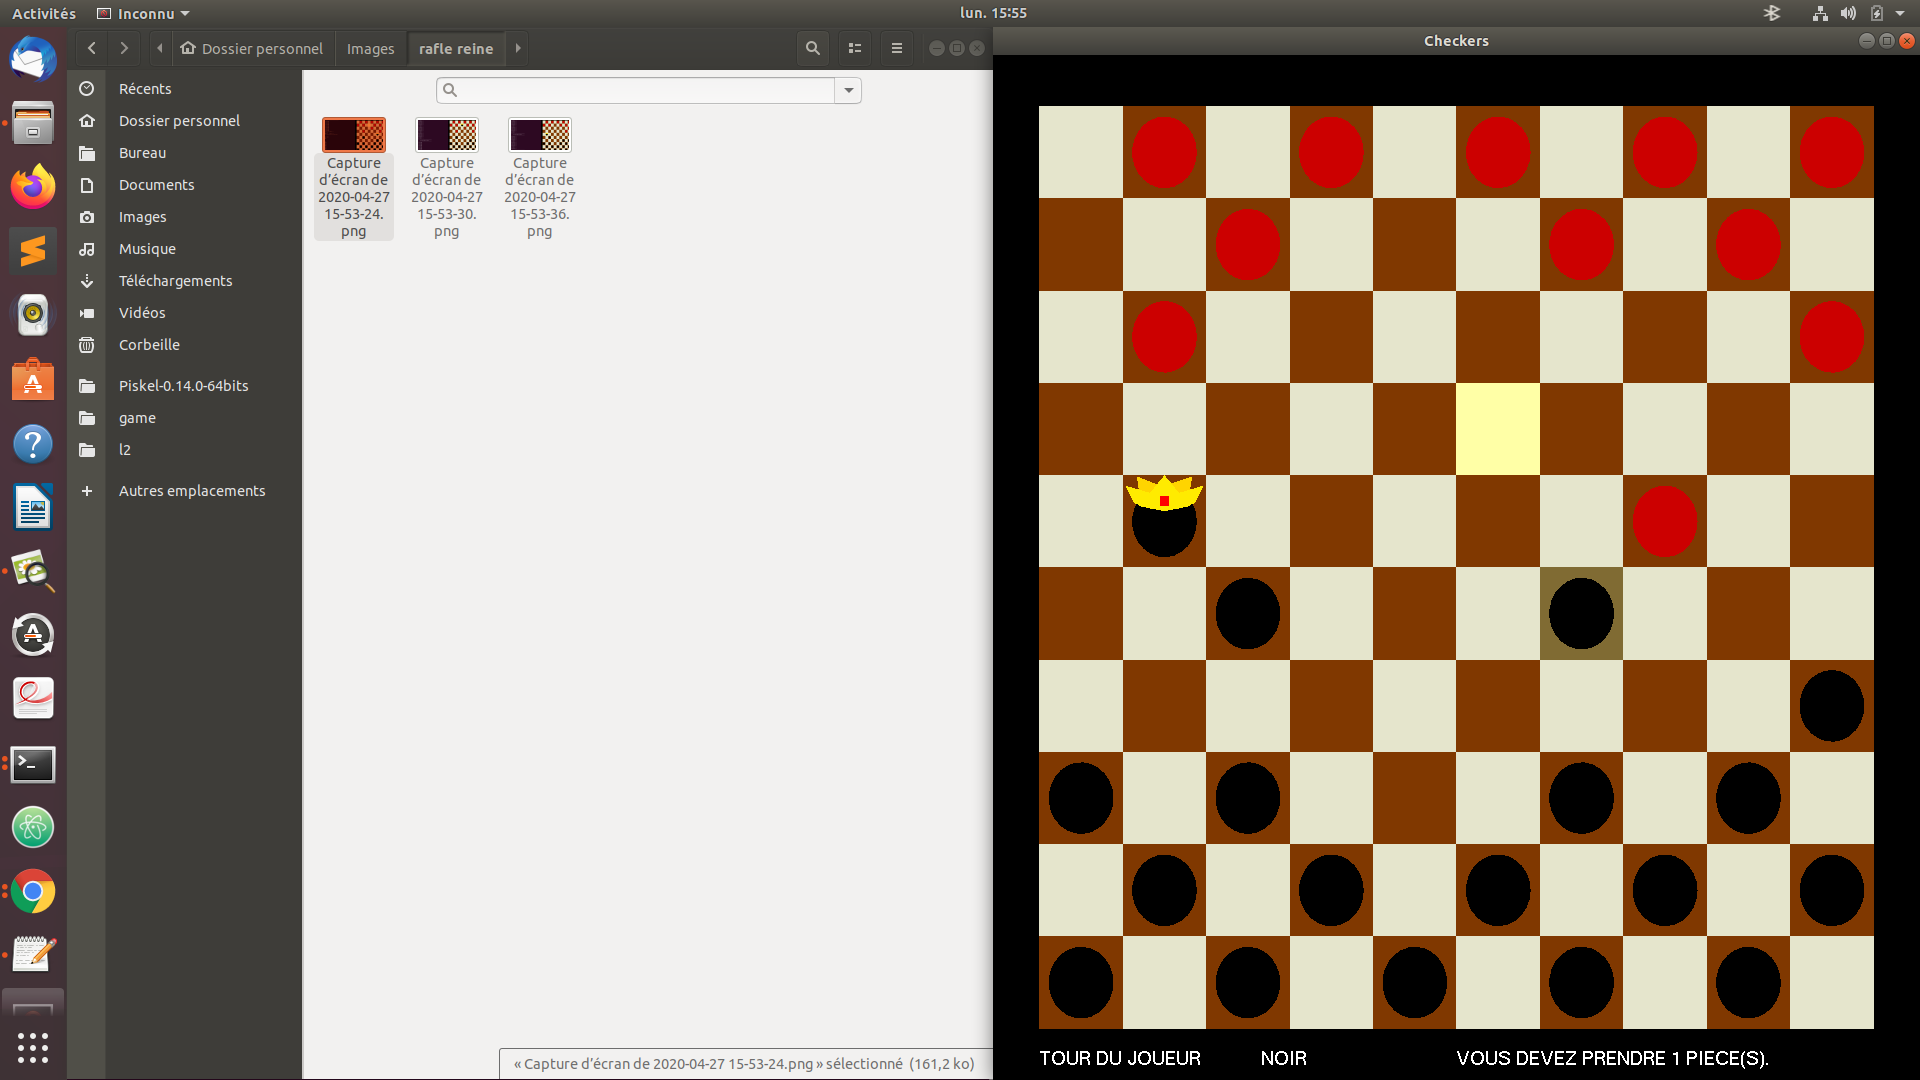 Activités
Inconnu
lun. 15:55
Dossier personnel
Images
rafle reine
Checkers
Récents
Dossier personnel
Bureau
Documents
Images
Musique
Téléchargements
Vidéos
Corbeille
Piskel-0.14.0-64bits
game
l2
Autres emplacements
Capture
d’écran de
2020-04-27
15-53-24.
png
Capture
d’écran de
2020-04-27
15-53-30.
png
Capture
d’écran de
2020-04-27
15-53-36.
png
« Capture d’écran de 2020-04-27 15-53-24.png » sélectionné (161,2 ko)
TOUR DU JOUEUR NOIR VOUS DEVEZ PRENDRE 1 PIECE(S).